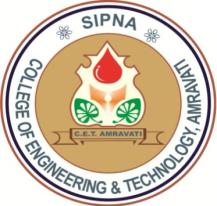 SIPNA
COLLEGE OF ENGINEERING & TECHNOLOGY, AMRAVATI
C.E.T. AMRAVATI